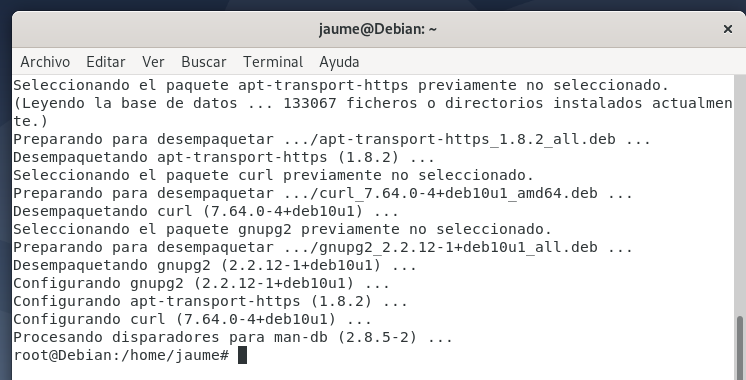 jaume@Debian: ~
×
Archivo Editar Ver Buscar Terminal Ayuda
Seleccionando el paquete apt-transport-https previamente no seleccionado.
(Leyendo la base de datos ... 133067 ficheros o directorios instalados actualmen
te.)
Preparando para desempaquetar .../apt-transport-https_1.8.2_all.deb ...
Desempaquetando apt-transport-https (1.8.2) ...
Seleccionando el paquete curl previamente no seleccionado.
Preparando para desempaquetar .../curl_7.64.0-4+deb10u1_amd64.deb ...
Desempaquetando curl (7.64.0-4+deb10u1) ...
Seleccionando el paquete gnupg2 previamente no seleccionado.
Preparando para desempaquetar .../gnupg2_2.2.12-1+deb10u1_all.deb ...
Desempaquetando gnupg2 (2.2.12-1+deb10u1) ...
Configurando gnupg2 (2.2.12-1+deb10u1) ...
Configurando apt-transport-https (1.8.2) ...
Configurando curl (7.64.0-4+deb10u1) ...
Procesando disparadores para man-db (2.8.5-2) ...
root@Debian:/home/jaume#